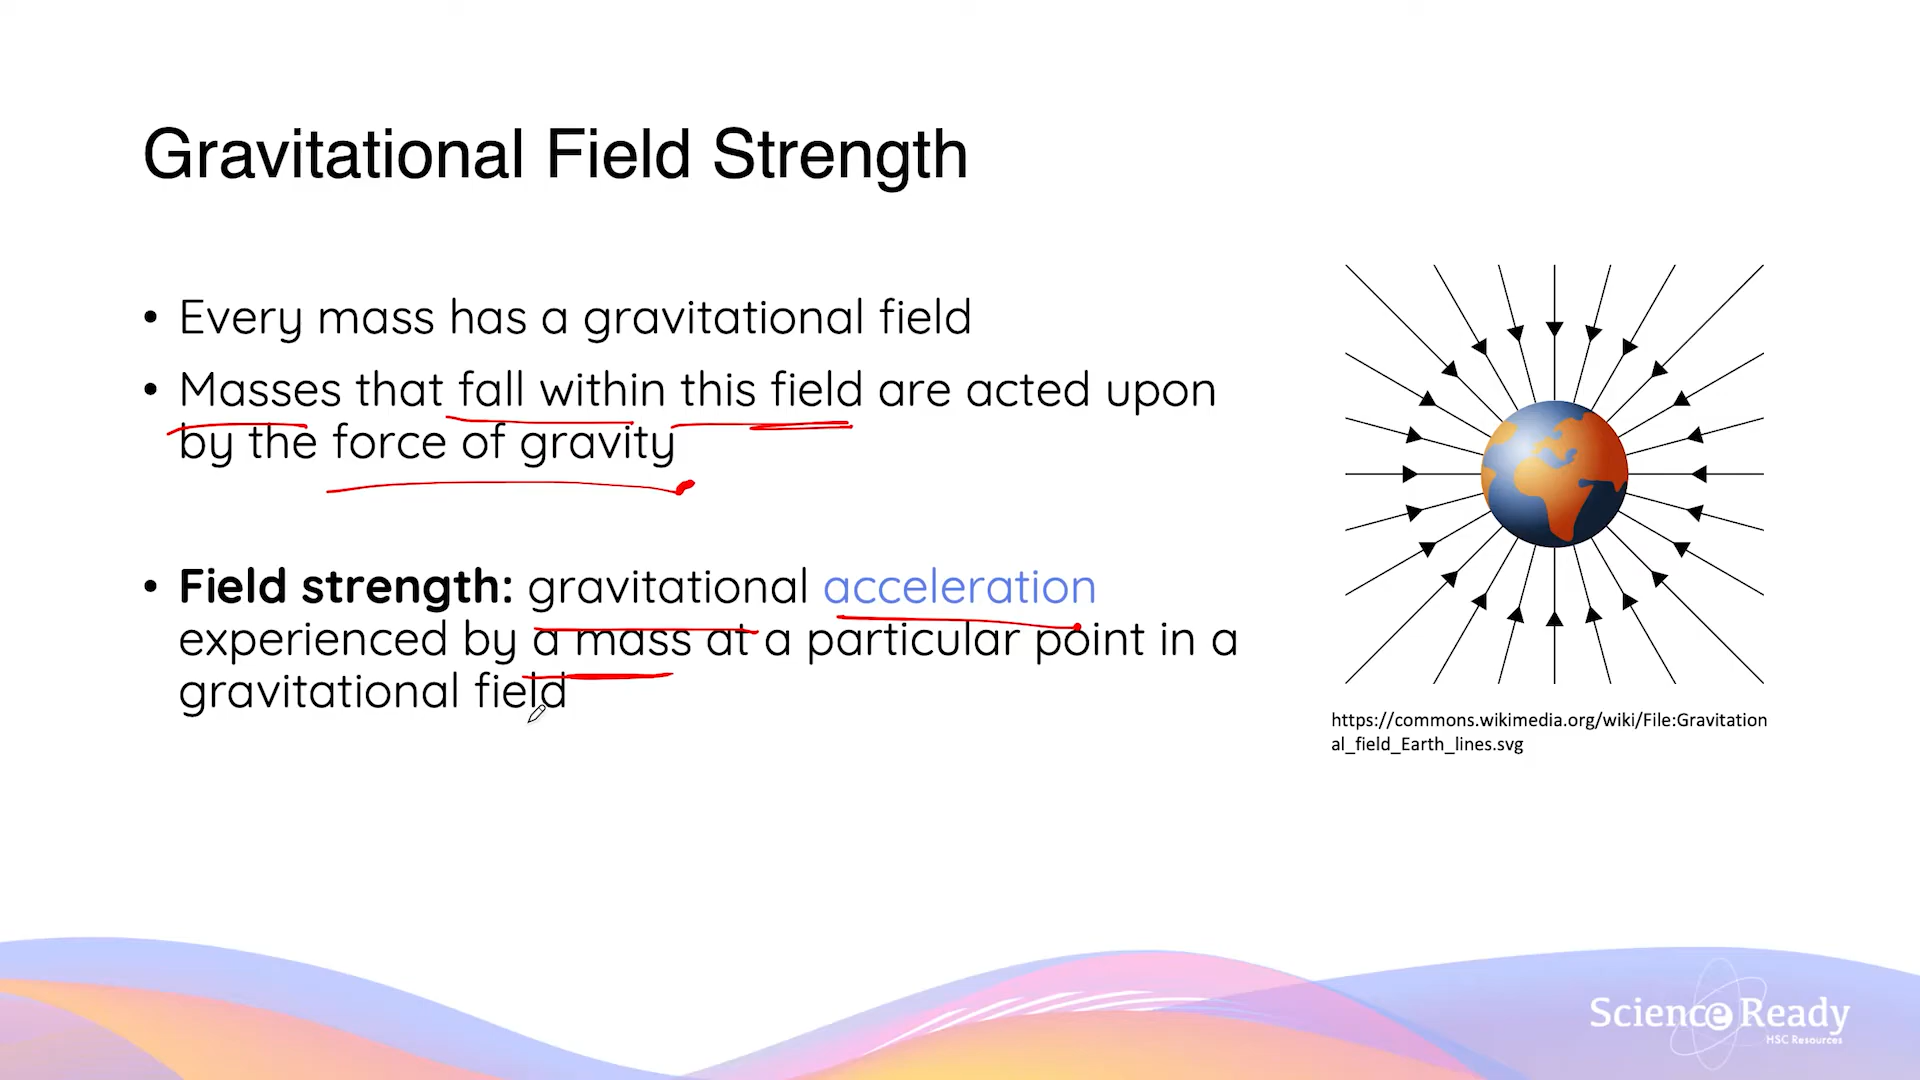 Gravitational Field Strength
• Every mass has a gravitational field
• Masses that fall within this field are acted upon
by the force of gravity
• Field strength: gravitational acceleration
experienced by a mass at a particular point in a
gravitational field
https://commons.wikimedia.org/wiki/File:Gravitation
al_field_Earth_lines.svg
Science Ready
HSC Resources